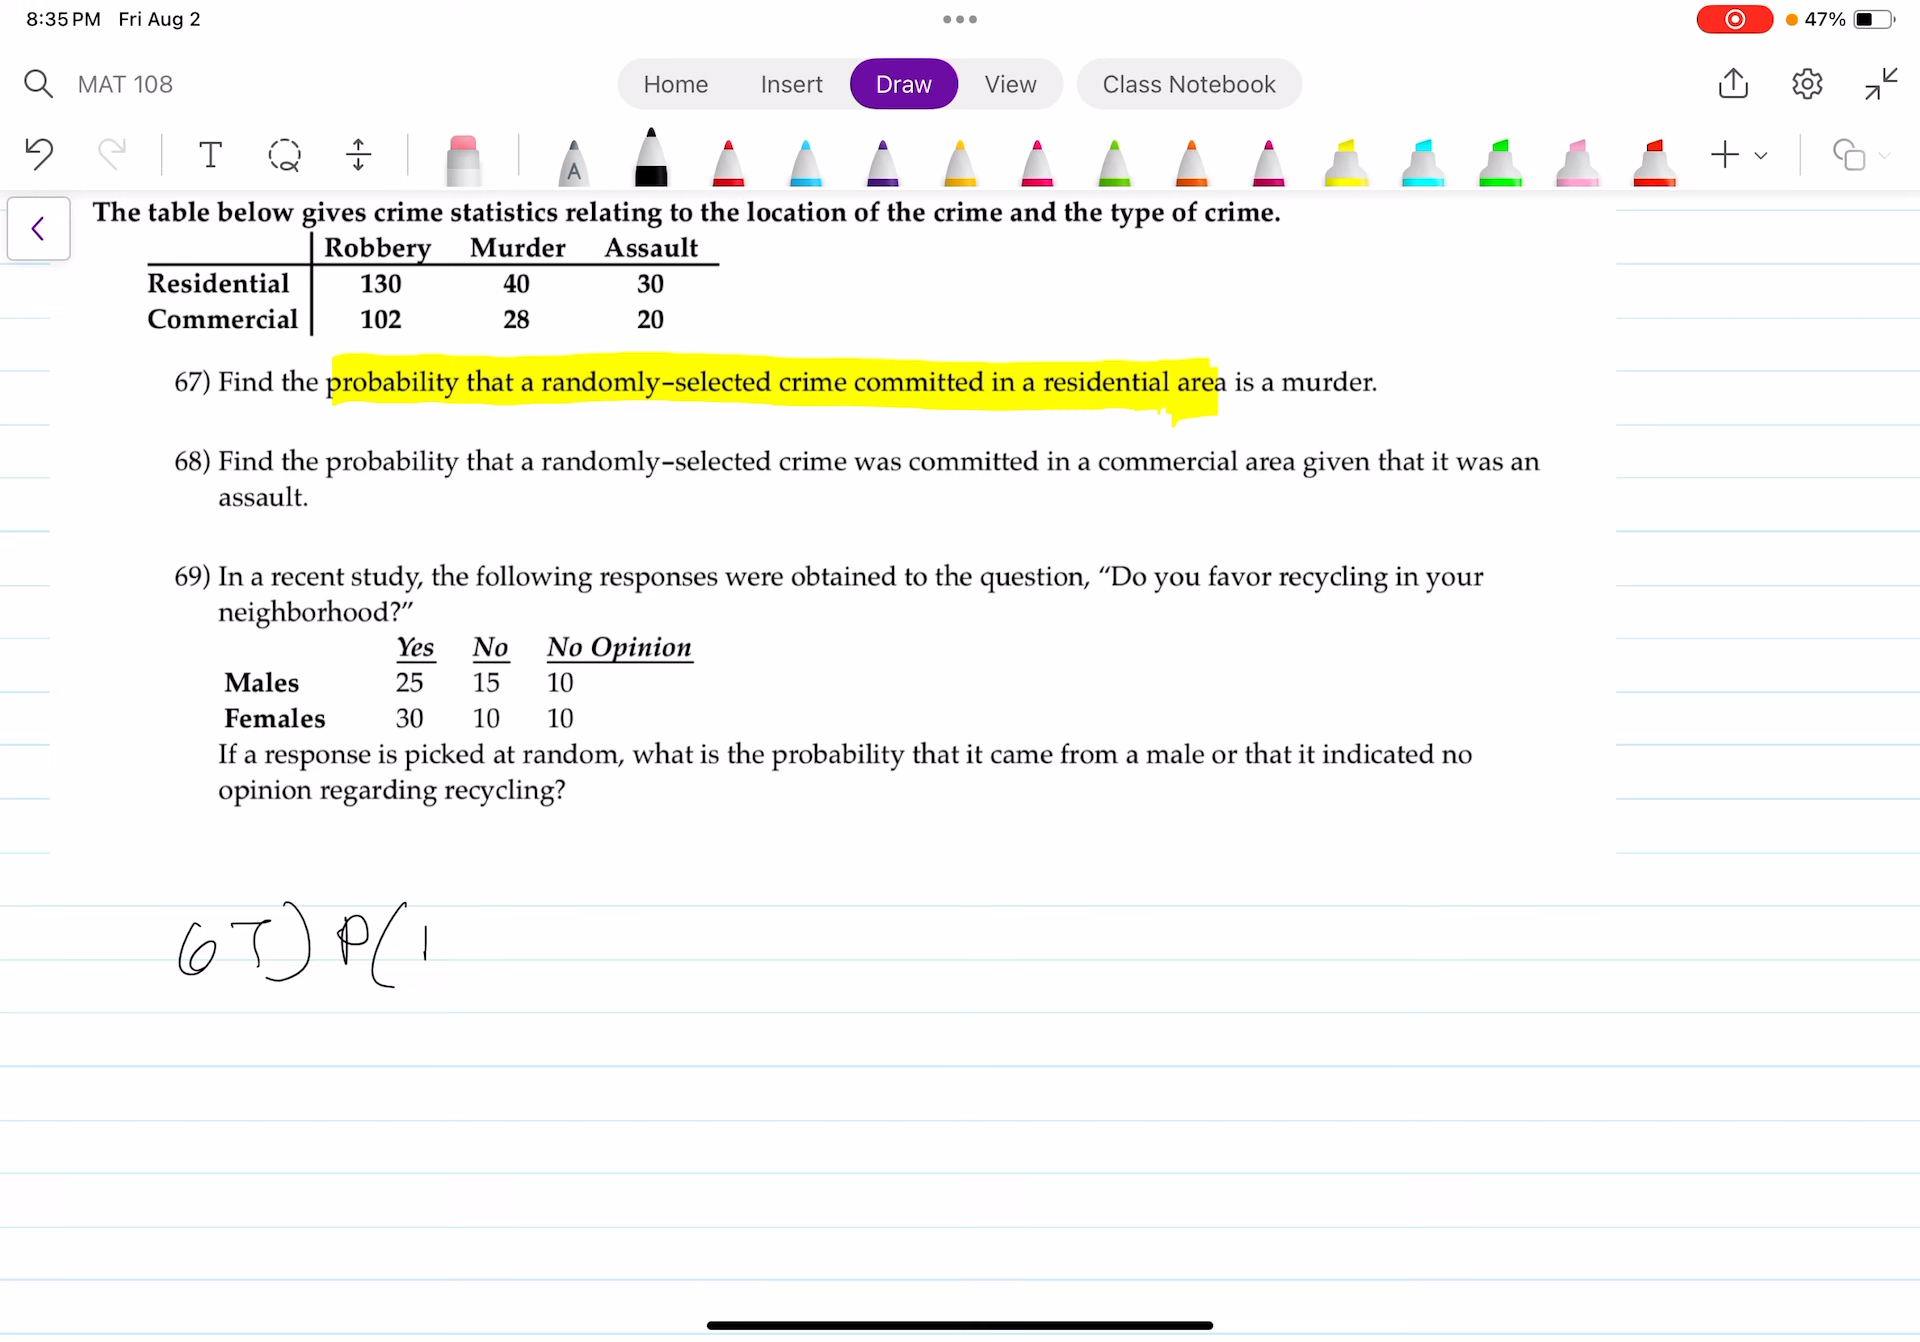 8:35 PM Fri Aug 2
47%
MAT 108
Home Insert Draw View Class Notebook
T A
The table below gives crime statistics relating to the location of the crime and the type of crime.
Robbery Murder Assault
Residential 130 40 30
Commercial 102 28 20
67) Find the probability that a randomly-selected crime committed in a residential area is a murder.
68) Find the probability that a randomly-selected crime was committed in a commercial area given that it was an
assault.
69) In a recent study, the following responses were obtained to the question, “Do you favor recycling in your
neighborhood?”
Yes No No Opinion
Males 25 15 10
Females 30 10 10
If a response is picked at random, what is the probability that it came from a male or that it indicated no
opinion regarding recycling?
67) P(